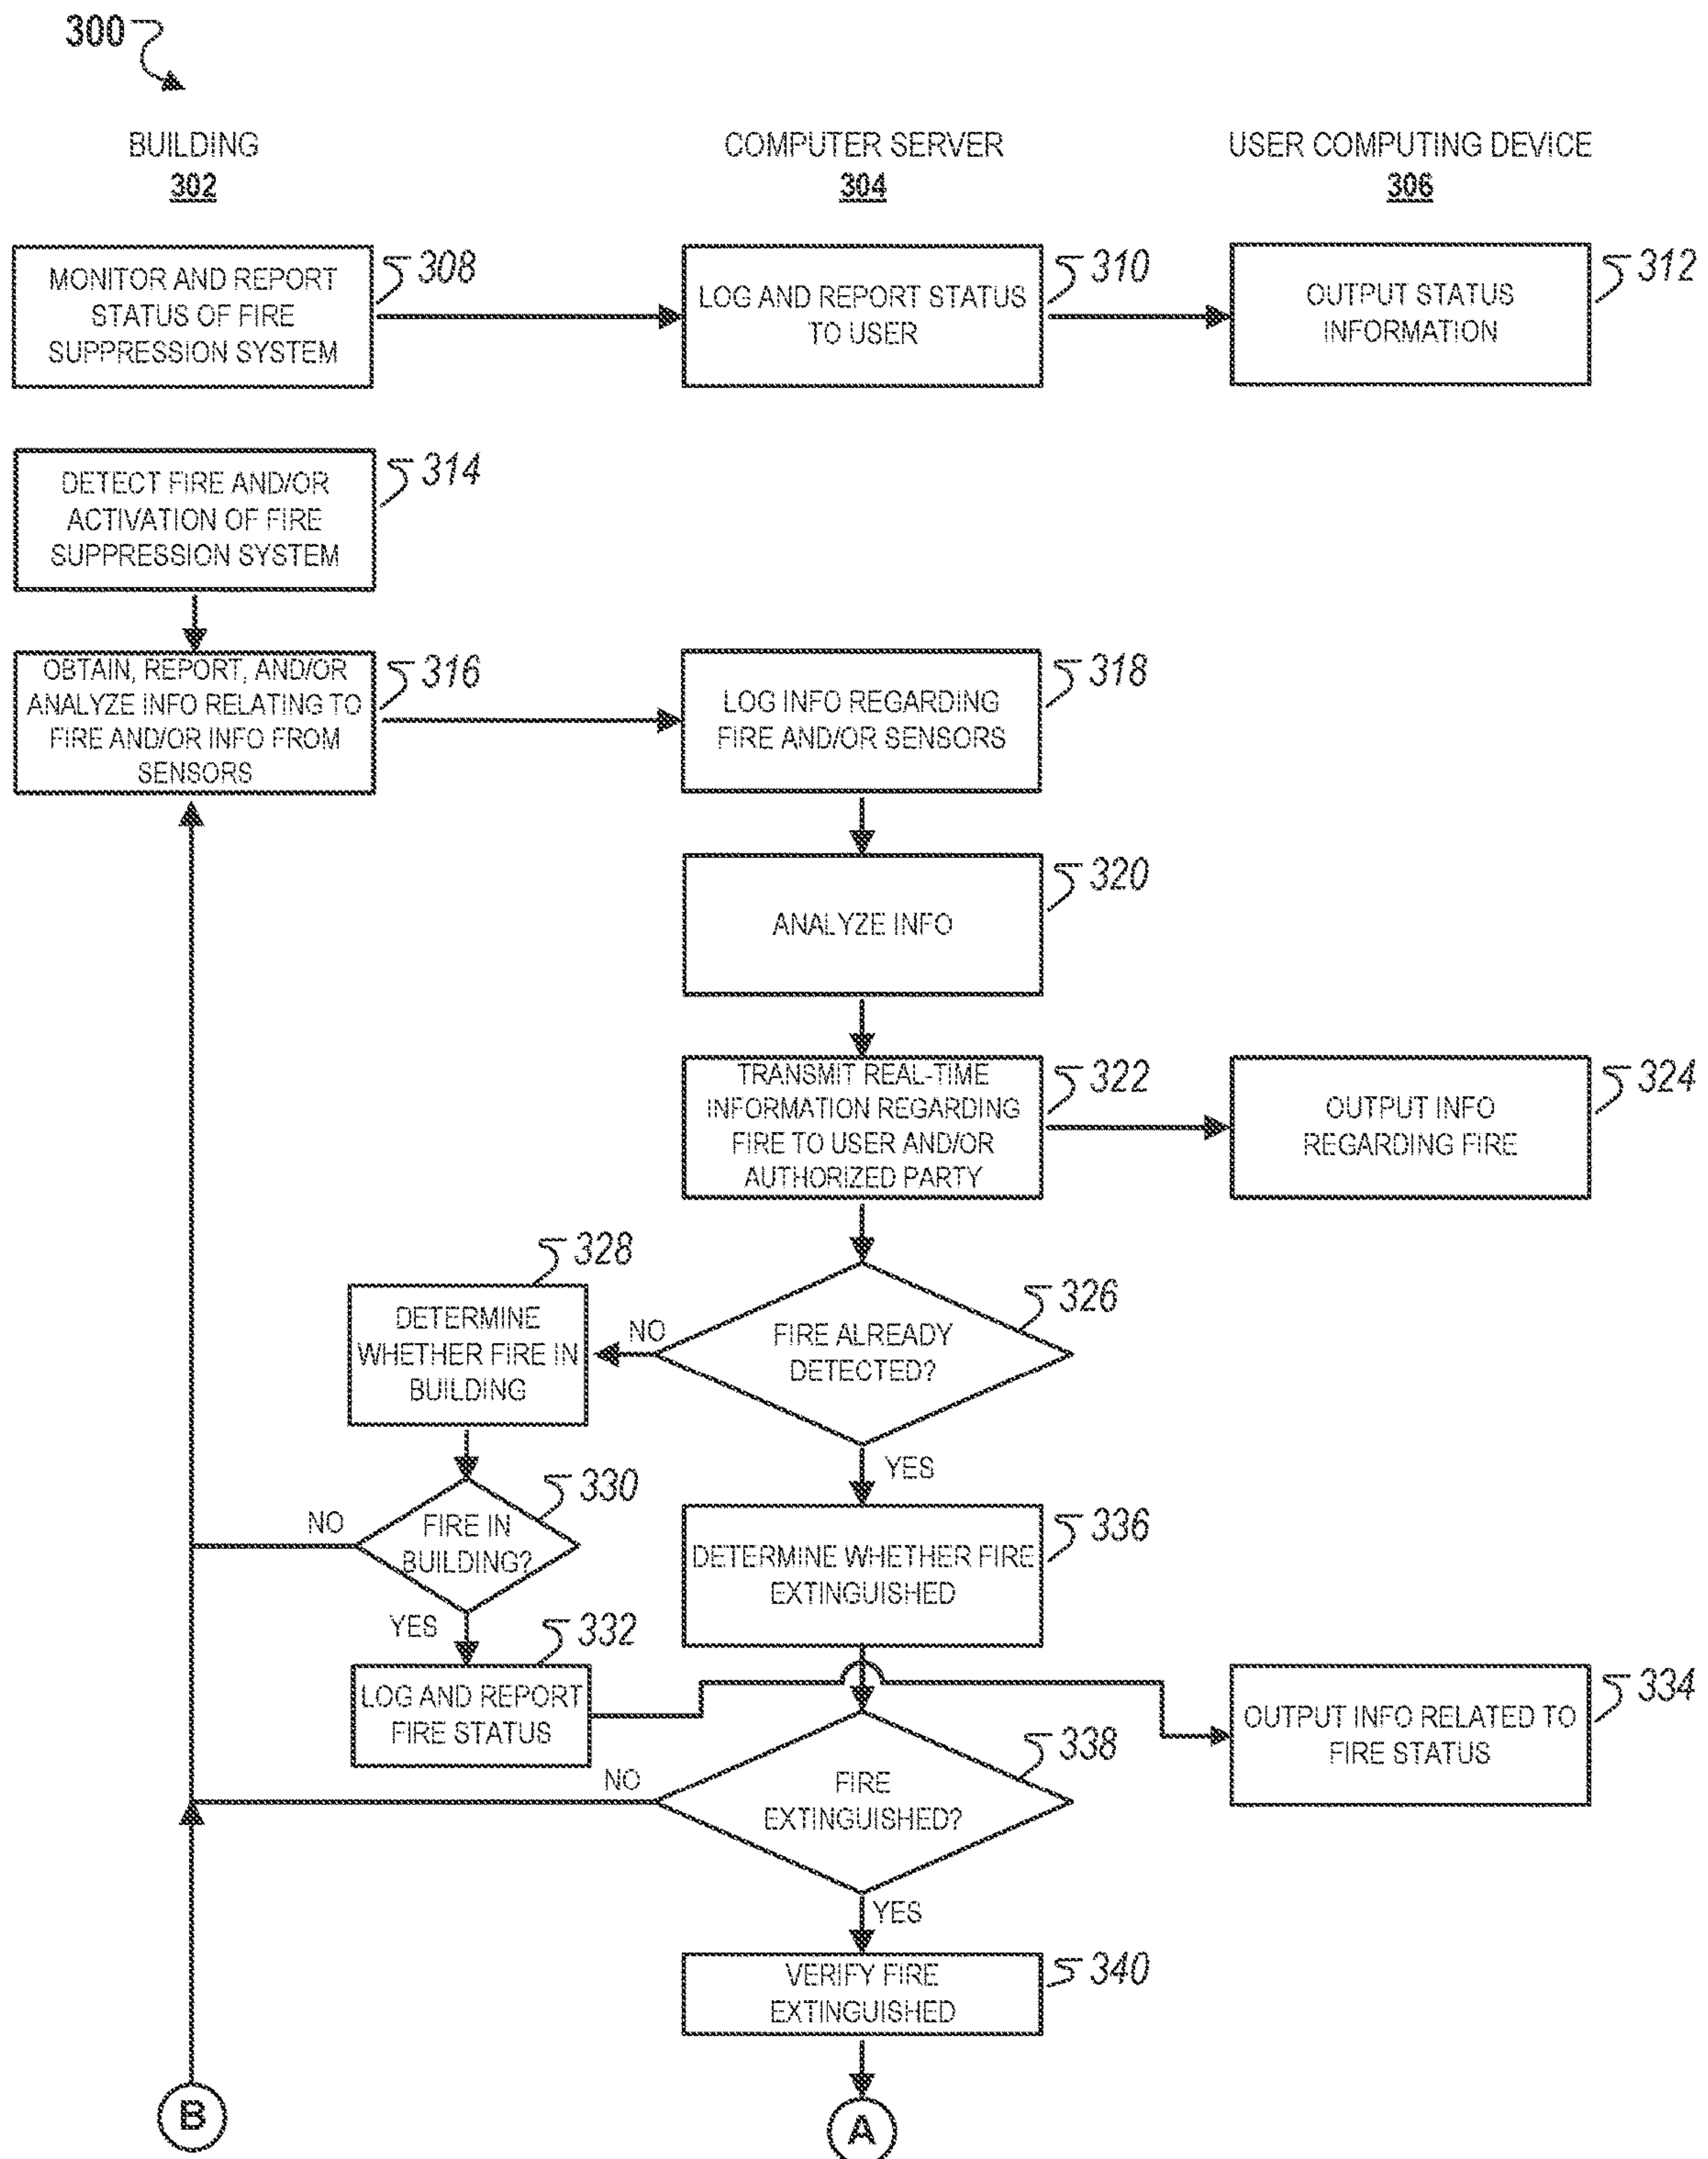 300
BUILDING
302
COMPUTER SERVER
304
USER COMPUTING DEVICE
306
MONITOR AND REPORT
STATUS OF FIRE
SUPPRESSION SYSTEM
308
LOG AND REPORT STATUS
TO USER
310
OUTPUT STATUS
INFORMATION
312
DETECT FIRE AND/OR
ACTIVATION OF FIRE
SUPPRESSION SYSTEM
314
OBTAIN, REPORT, AND/OR
ANALYZE INFO RELATING TO
FIRE AND/OR INFO FROM
SENSORS
316
LOG INFO REGARDING
FIRE AND/OR SENSORS
318
ANALYZE INFO
320
TRANSMIT REAL-TIME
INFORMATION REGARDING
FIRE TO USER AND/OR
AUTHORIZED PARTY
322
OUTPUT INFO
REGARDING FIRE
324
FIRE ALREADY
DETECTED?
326
NO
DETERMINE
WHETHER FIRE IN
BUILDING
328
YES
FIRE IN
BUILDING?
330
NO
YES
DETERMINE WHETHER FIRE
EXTINGUISHED
336
LOG AND REPORT
FIRE STATUS
332
OUTPUT INFO RELATED TO
FIRE STATUS
334
FIRE
EXTINGUISHED?
338
NO
YES
VERIFY FIRE
EXTINGUISHED
340
B
A